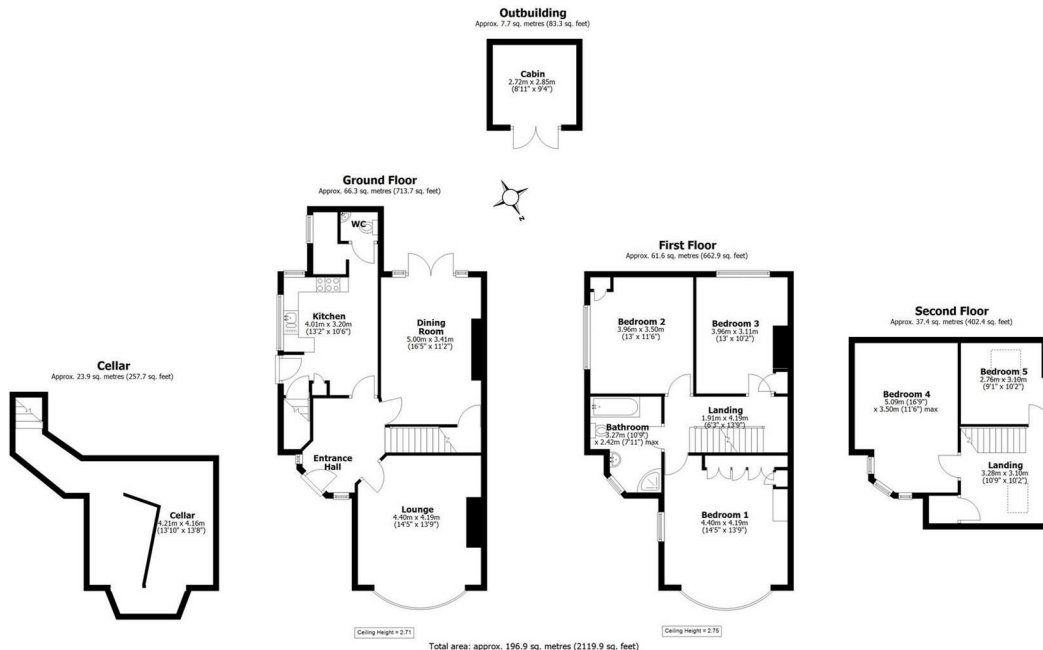 Outbuilding
Approx. 7.7 sq. metres (83.3 sq. feet)
Cabin
2.72m x 2.85m
(8'11" x 9'4")
Ground Floor
Approx. 66.3 sq. metres (713.7 sq. feet)
WC
Kitchen
4.01m x 3.20m
(13'2" x 10'6")
Dining
Room
5.00m x 3.41m
(16'5" x 11'2")
Entrance
Hall
Lounge
4.40m x 4.19m
(14'5" x 13'9")
Ceiling Height = 2.71
N
First Floor
Approx. 61.6 sq. metres (662.9 sq. feet)
Bedroom 2
3.96m x 3.50m
(13' x 11'6")
Bedroom 3
3.96m x 3.11m
(13' x 10'2")
Landing
1.91m x 4.19m
(6'3" x 13'9")
Bathroom
3.27m (10'9")
x 2.42m (7'11") max
Bedroom 1
4.40m x 4.19m
(14'5" x 13'9")
Ceiling Height = 2.75
Second Floor
Approx. 37.4 sq. metres (402.4 sq. feet)
Bedroom 4
5.09m (16'9")
x 3.50m (11'6") max
Bedroom 5
2.76m x 3.10m
(9'1" x 10'2")
Landing
3.28m x 3.10m
(10'9" x 10'2")
Cellar
Approx. 23.9 sq. metres (257.7 sq. feet)
Cellar
4.21m x 4.16m
(13'10" x 13'8")
Total area: approx. 196.9 sq. metres (2119.9 sq. feet)